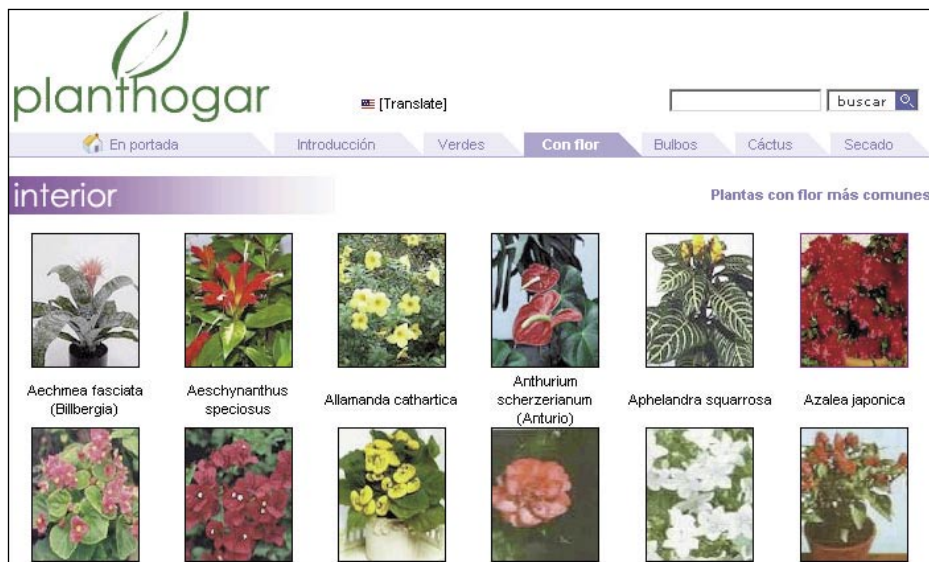 planthogar
[Translate]
buscar
En portada
Introducción
Verdes
Con flor
Bulbos
Cáctus
Secado
interior
Plantas con flor más comunes
Aechmea fasciata
(Billbergia)
Aeschynanthus
speciosus
Allamanda cathartica
Anthurium
scherzerianum
(Anturio)
Aphelandra squarrosa
Azalea japonica